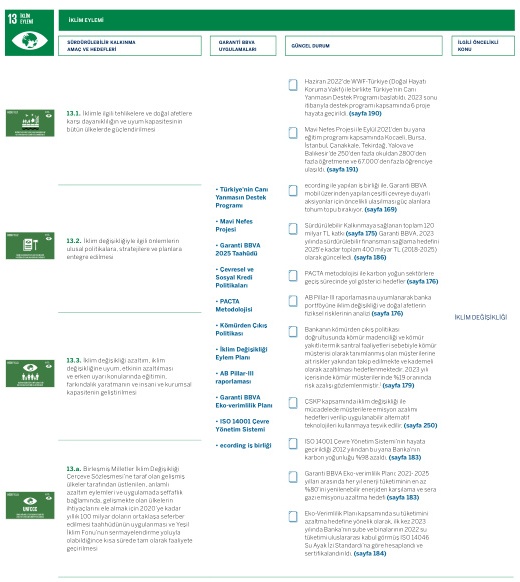 13 İKLİM
EYLEMİ
İKLİM EYLEMİ
SÜRDÜRÜLEBİLİR KALKINMA
AMAÇ VE HEDEFLERİ
GARANTİ BBVA
UYGULAMALARI
GÜNCEL DURUM
İLGİLİ ÖNCELİKLİ
KONU
13.1. İklimle ilgili tehlikelere ve doğal afetlere
karşı dayanıklılığın ve uyum kapasitesinin
bütün ülkelerde güçlendirilmesi
13.2. İklim değişikliğiyle ilgili önlemlerin
ulusal politikalara, stratejilere ve planlara
entegre edilmesi
13.3. İklim değişikliği azaltım, iklim
değişikliğine uyum, etkinin azaltılması
ve erken uyarı konularında eğitimin,
farkındalık yaratmanın ve insani ve kurumsal
kapasitenin geliştirilmesi
UNFCCC
13.a. Birleşmiş Milletler İklim Değişikliği
Çerçeve Sözleşmesi'ne taraf olan gelişmiş
ülkeler tarafından üstlenilen, anlamlı
azaltım eylemleri ve uygulamada şeffaflık
bağlamında, gelişmekte olan ülkelerin
ihtiyaçlarını ele almak için 2020'ye kadar
yıllık 100 milyar doların ortaklaşa seferber
edilmesi taahhüdünün uygulanması ve Yeşil
İklim Fonu'nun sermayelendirme yoluyla
olabildiğince kısa sürede tam olarak faaliyete
geçirilmesi
• Türkiye'nin Canı
Yanmasın Destek
Programı
• Mavi Nefes
Projesi
• Garanti BBVA
2025 Taahüdü
• Çevresel ve
Sosyal Kredi
Politikaları
• PACTA
Metodolojisi
• Kömürden Çıkış
Politikası
• İklim Değişikliği
Eylem Planı
• AB Pillar-III
raporlaması
• Garanti BBVA
Eko-verimlilik Planı
• ISO 14001 Çevre
Yönetim Sistemi
• ecording iş birliği
Haziran 2022'de WWF-Türkiye (Doğal Hayatı
Koruma Vakfı) ile birlikte Türkiye'nin Canı
Yanmasın Destek Programı başlatıldı. 2023 sonu
itibarıyla destek programı kapsamında 6 proje
hayata geçirildi. (sayfa 190)
Mavi Nefes Projesi ile Eylül 2021'den bu yana
eğitim programı kapsamında Kocaeli, Bursa,
İstanbul, Çanakkale, Tekirdağ, Yalova ve
Balıkesir'de 250'den fazla okuldan 2800'den
fazla öğretmene ve 67.000'den fazla öğrenciye
ulaşıldı. (sayfa 191)
ecording ile yapılan iş birliği ile, Garanti BBVA
mobil üzerinden yapılan çeşitli çevreye duyarlı
aksiyonlar için öncelikli ulaşılması güç alanlara
tohum topu bırakıyor. (sayfa 169)
Sürdürülebilir Kalkınmaya sağlanan toplam 120
milyar TL katkı (sayfa 175) Garanti BBVA, 2023
yılında sürdürülebilir finansman sağlama hedefini
2025'e kadar toplam 400 milyar TL (2018-2025)
olarak güncelledi. (sayfa 186)
PACTA metodolojisi ile karbon yoğun sektörlere
geçiş sürecinde yol gösterici hedefler (sayfa 176)
AB Pillar-III raporlamasına uyumlanarak banka
portföyüne iklim değişikliği ve doğal afetlerin
fiziksel risklerinin analizi (sayfa 176)
Bankanın kömürden çıkış politikası
doğrultusunda kömür madenciliği ve kömür
yakıtlı termik santral faaliyetleri sebebiyle kömür
müşterisi olarak tanımlanmış olan müşterilerine
ait riskler yakından takip edilmekte ve kademeli
olarak azaltılması hedeflenmektedir. 2023 yılı
içerisinde kömür müşterilerinde %19 oranında
risk azalışı gözlemlenmiştir. (sayfa 179)
ÇSKP kapsamında iklim değişikliği ile
mücadelede müşterilere emisyon azalımı
hedefleri verilip uygulanabilir alternatif
teknolojileri kullanmaya teşvik edilir. (sayfa 250)
ISO 14001 Çevre Yönetim Sistemi'nin hayata
geçirildiği 2012 yılından bu yana Banka'nın
karbon yoğunluğu %98 azaldı. (sayfa 183)
Garanti BBVA Eko-verimlilik Planı; 2021-2025
yılları arasında her yıl enerji tüketiminin en az
%80'ini yenilenebilir enerjiden karşılama ve sera
gazı emisyonu azaltma hedefi (sayfa 183)
Eko-Verimlilik Planı kapsamında su tüketimini
azaltma hedefine yönelik olarak, ilk kez 2023
yılında Banka'nın şube ve binalarının 2022 su
tüketimi uluslararası kabul görmüş ISO 14046
Su Ayak İzi Standardı'na göre hesaplandı ve
sertifikalandırıldı. (sayfa 184)
İKLİM DEĞİŞİKLİĞİ